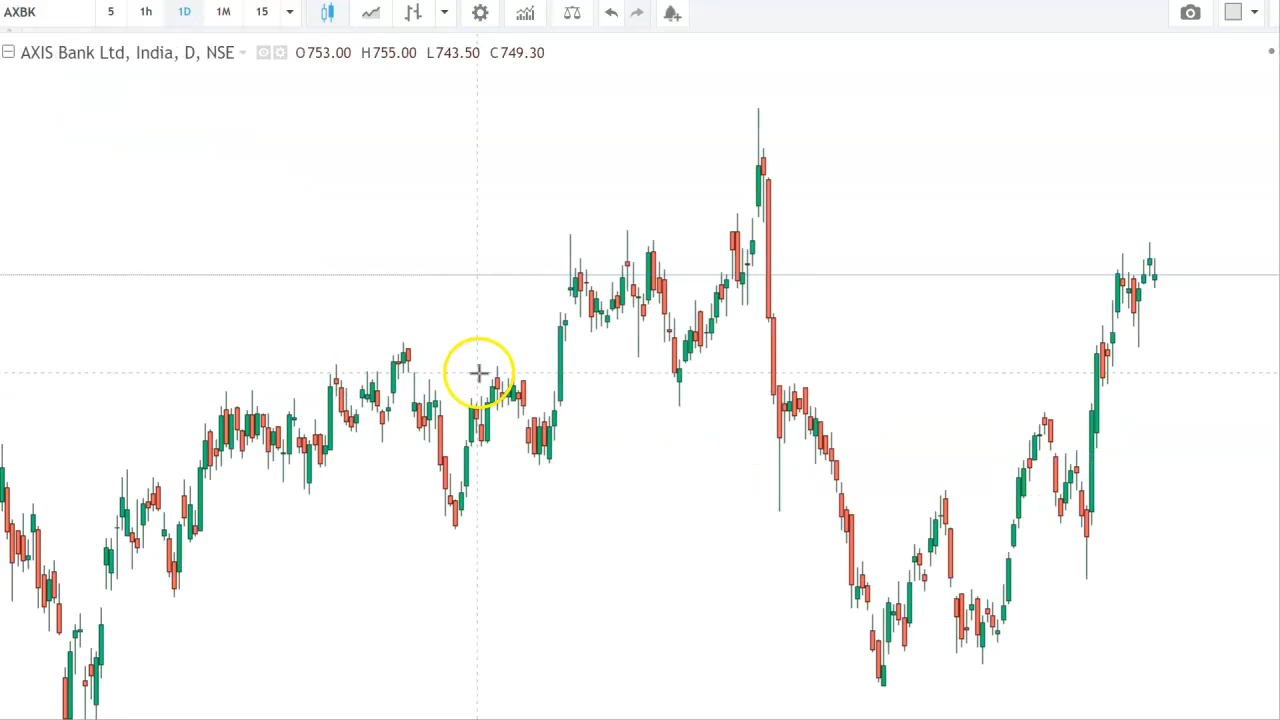 AXBK 5 1h 1D 1M 15
AXIS Bank Ltd, India, D, NSE O753.00 H755.00 L743.50 C749.30